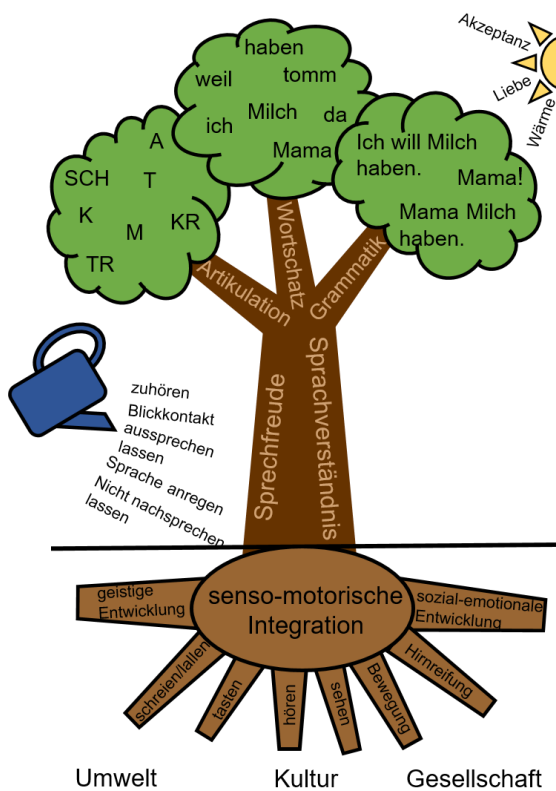 Akzeptanz
Liebe
Wärme
haben
weil
tomm
ich
Milch
da
Mama
A
SCH
T
K
M
KR
TR
Ich will Milch
haben.
Mama!
Mama Milch
haben.
Artikulation
Wortschatz
Grammatik
Sprechfreude
Sprachverständnis
zuhören
Blickkontakt
aussprechen
lassen
Sprache anregen
Nicht nachsprechen
lassen
senso-motorische
Integration
geistige
Entwicklung
schreien/lallen
tasten
hören
sehen
Bewegung
Hirnreifung
sozial-emotionale
Entwicklung
Umwelt
Kultur
Gesellschaft